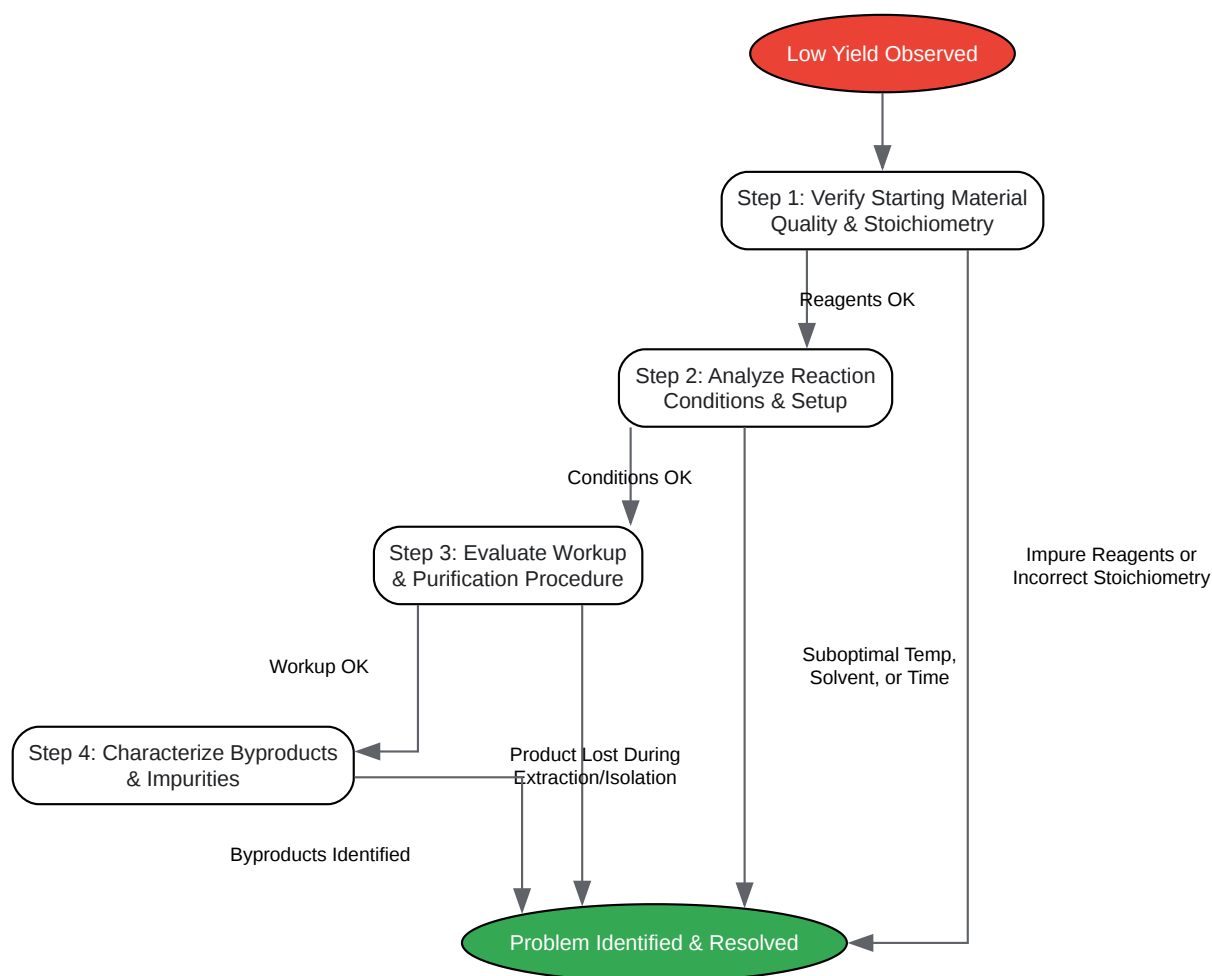 Low Yield Observed
Step 1: Verify Starting Material
Quality & Stoichiometry
Reagents OK
Step 2: Analyze Reaction
Conditions & Setup
Conditions OK
Step 3: Evaluate Workup
& Purification Procedure
Impure Reagents or
Incorrect Stoichiometry
Workup OK
Suboptimal Temp,
Solvent, or Time
Step 4: Characterize Byproducts
& Impurities
Product Lost During
Extraction/Isolation
Byproducts Identified
Problem Identified & Resolved